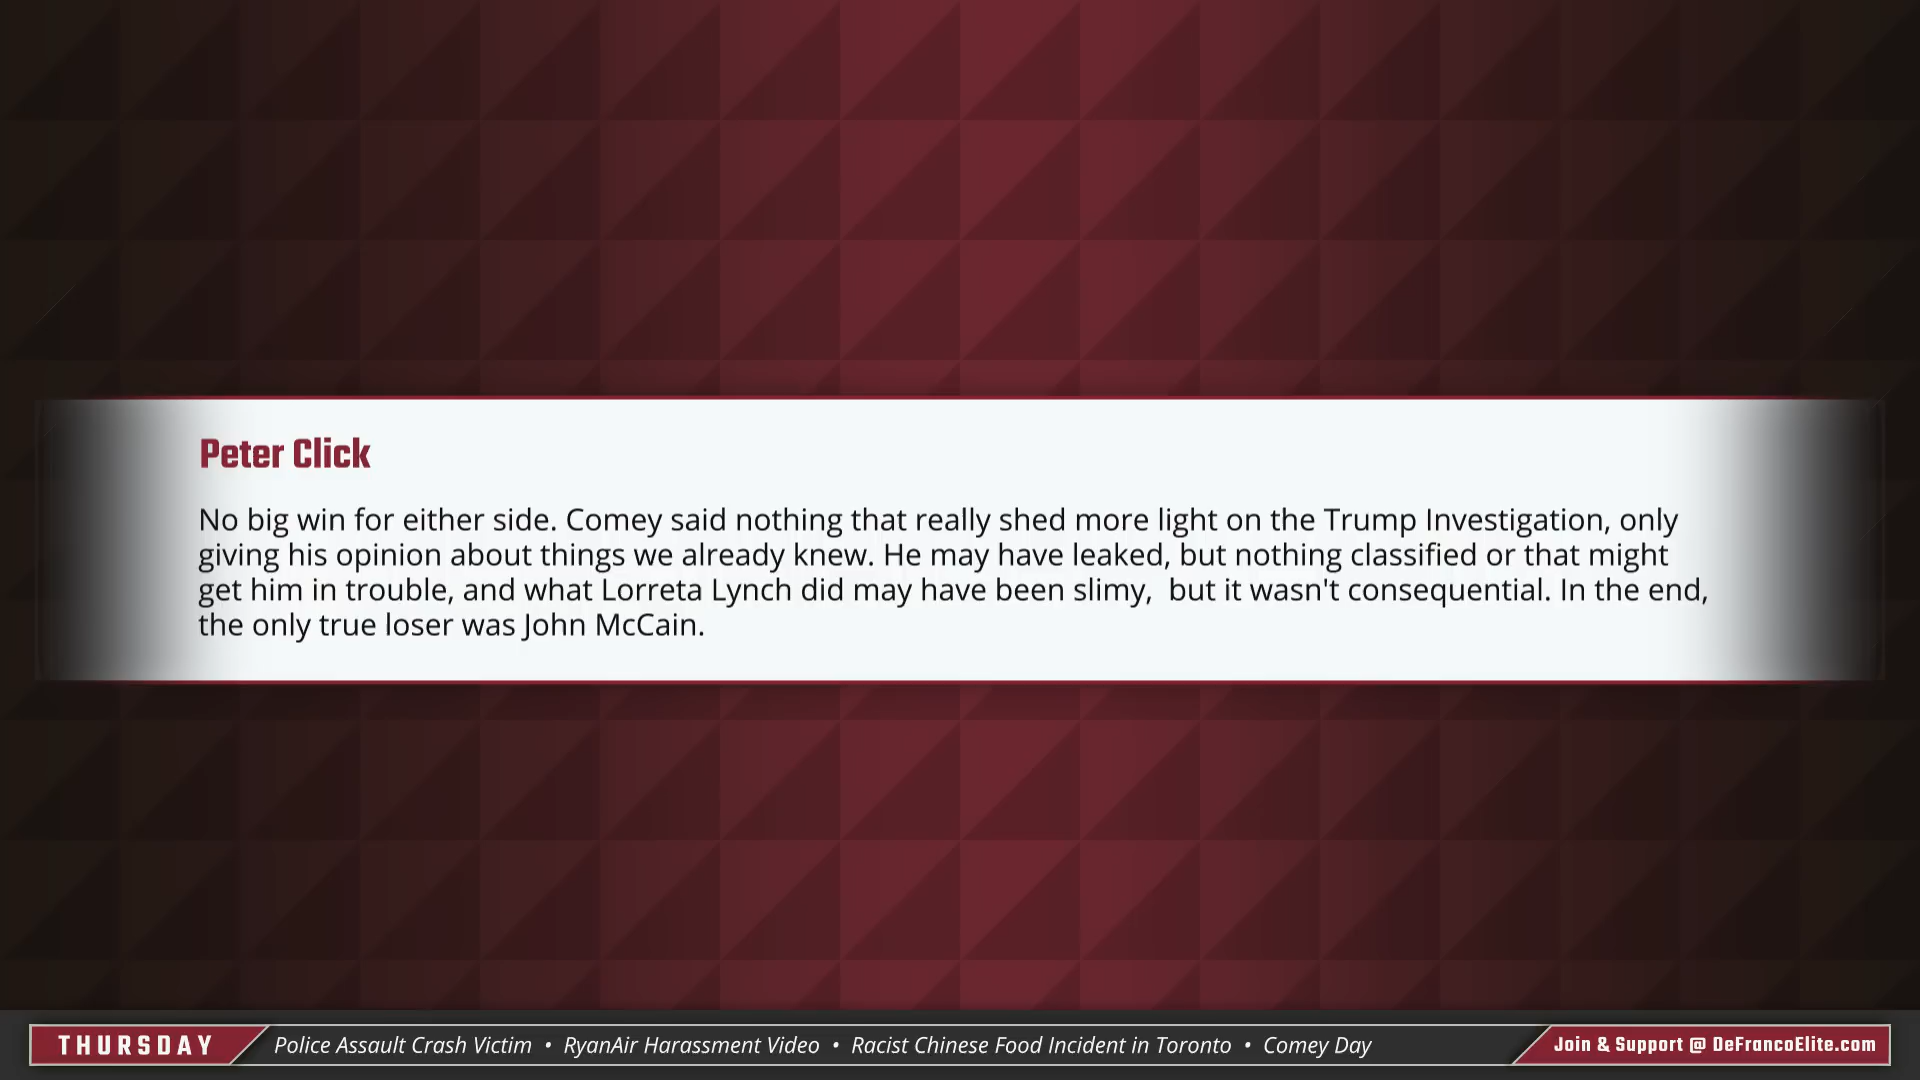 Peter Click
No big win for either side. Comey said nothing that really shed more light on the Trump Investigation, only
giving his opinion about things we already knew. He may have leaked, but nothing classified or that might
get him in trouble, and what Lorreta Lynch did may have been slimy,  but it wasn't consequential. In the end,
the only true loser was John McCain.
THURSDAY Police Assault Crash Victim • RyanAir Harassment Video • Racist Chinese Food Incident in Toronto • Comey Day Join & Support @ DeFrancoElite.com